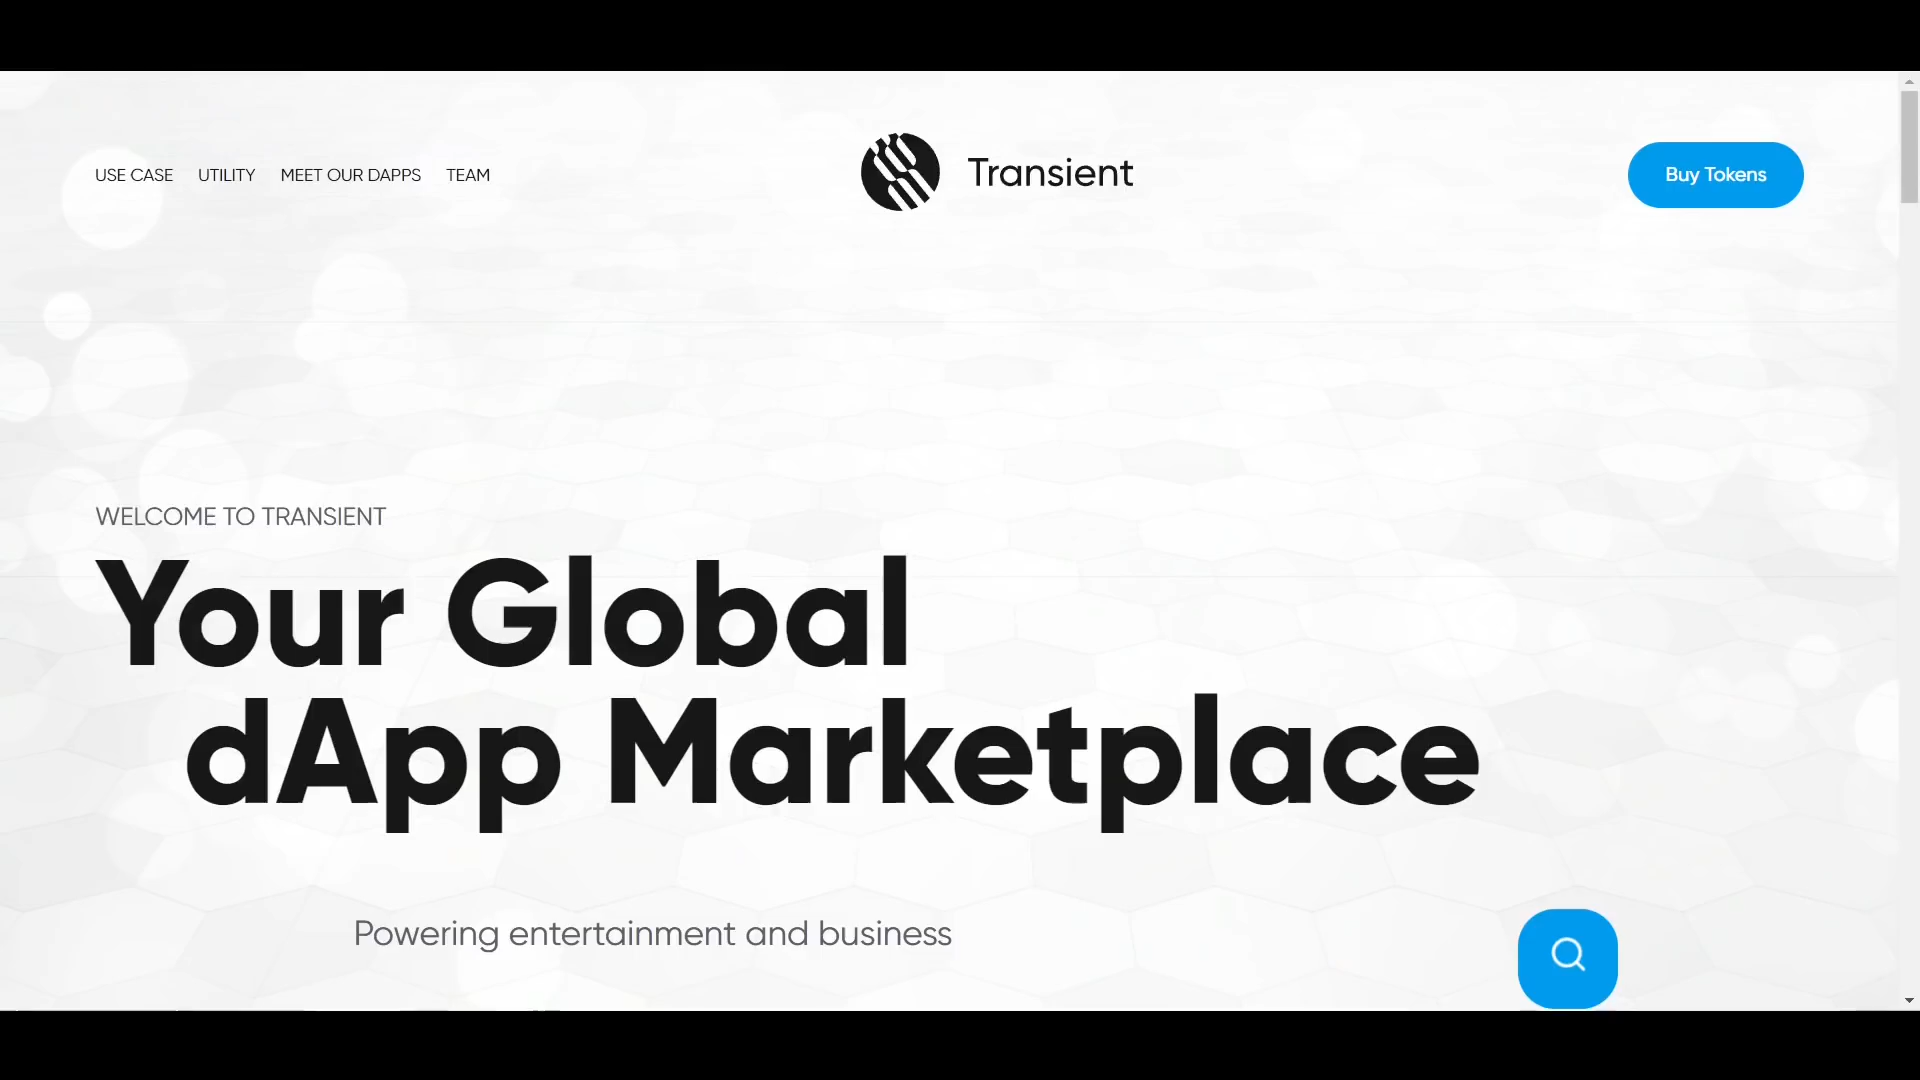 USE CASE UTILITY MEET OUR DAPPS TEAM
Transient
Buy Tokens
WELCOME TO TRANSIENT
Your Global
dApp Marketplace
Powering entertainment and business